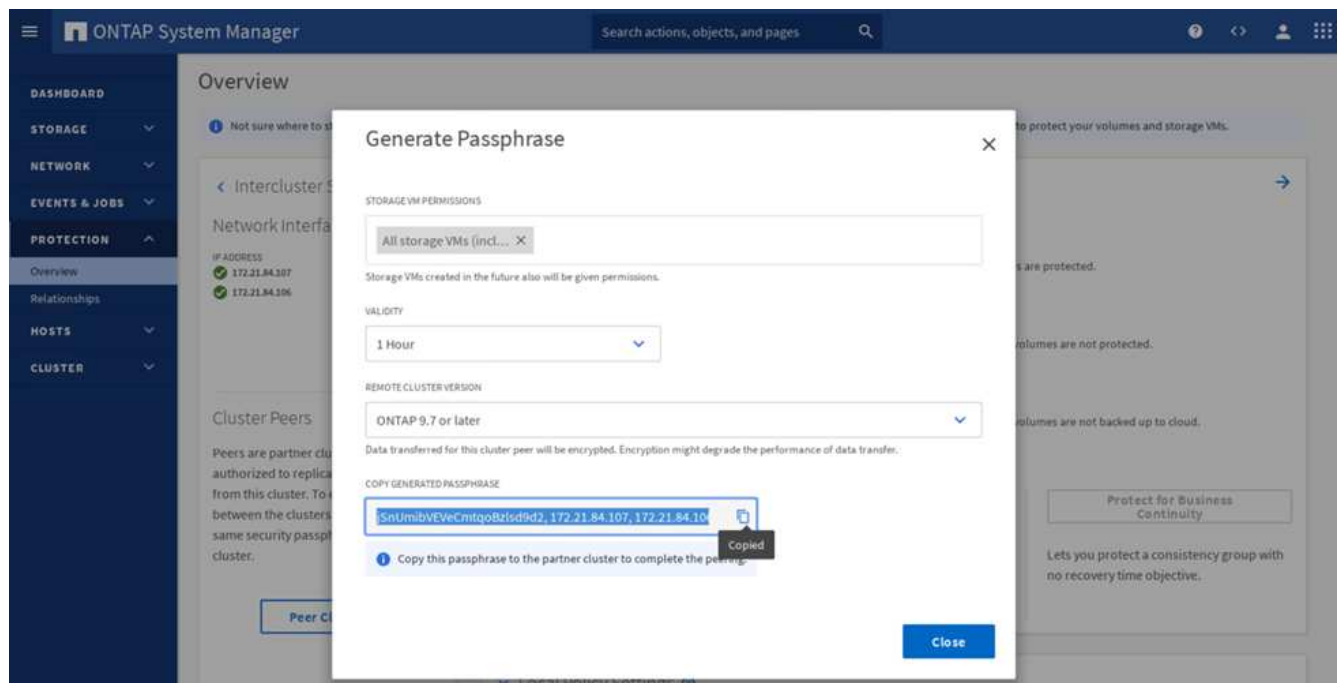 ONTAP System Manager
Search actions, objects, and pages
DASHBOARD
STORAGE
NETWORK
EVENTS & JOBS
PROTECTION
Overview
Relationships
HOSTS
CLUSTER
Overview
Not sure where to
to protect your volumes and storage VMs.
Intercluster
Network Interfa
IP ADDRESS
172.21.84.107
172.21.84.106
Cluster Peers
Peers are partner clu
authorized to replica
from this cluster. To
between the clusters
same security passph
cluster.
Peer Cl
Generate Passphrase
STORAGE VM PERMISSIONS
All storage VMs (incl...
Storage VMs created in the future also will be given permissions.
VALIDITY
1 Hour
REMOTE CLUSTER VERSION
ONTAP 9.7 or later
Data transferred for this cluster peer will be encrypted. Encryption might degrade the performance of data transfer.
COPY GENERATED PASSPHRASE
172.21.84.107, 172.21.84.10
Copied
Copy this passphrase to the partner cluster to complete the peering.
Close
s are protected.
volumes are not protected.
volumes are not backed up to cloud.
Protect for Business
Continuity
Lets you protect a consistency group with
no recovery time objective.
Local Policy Settings